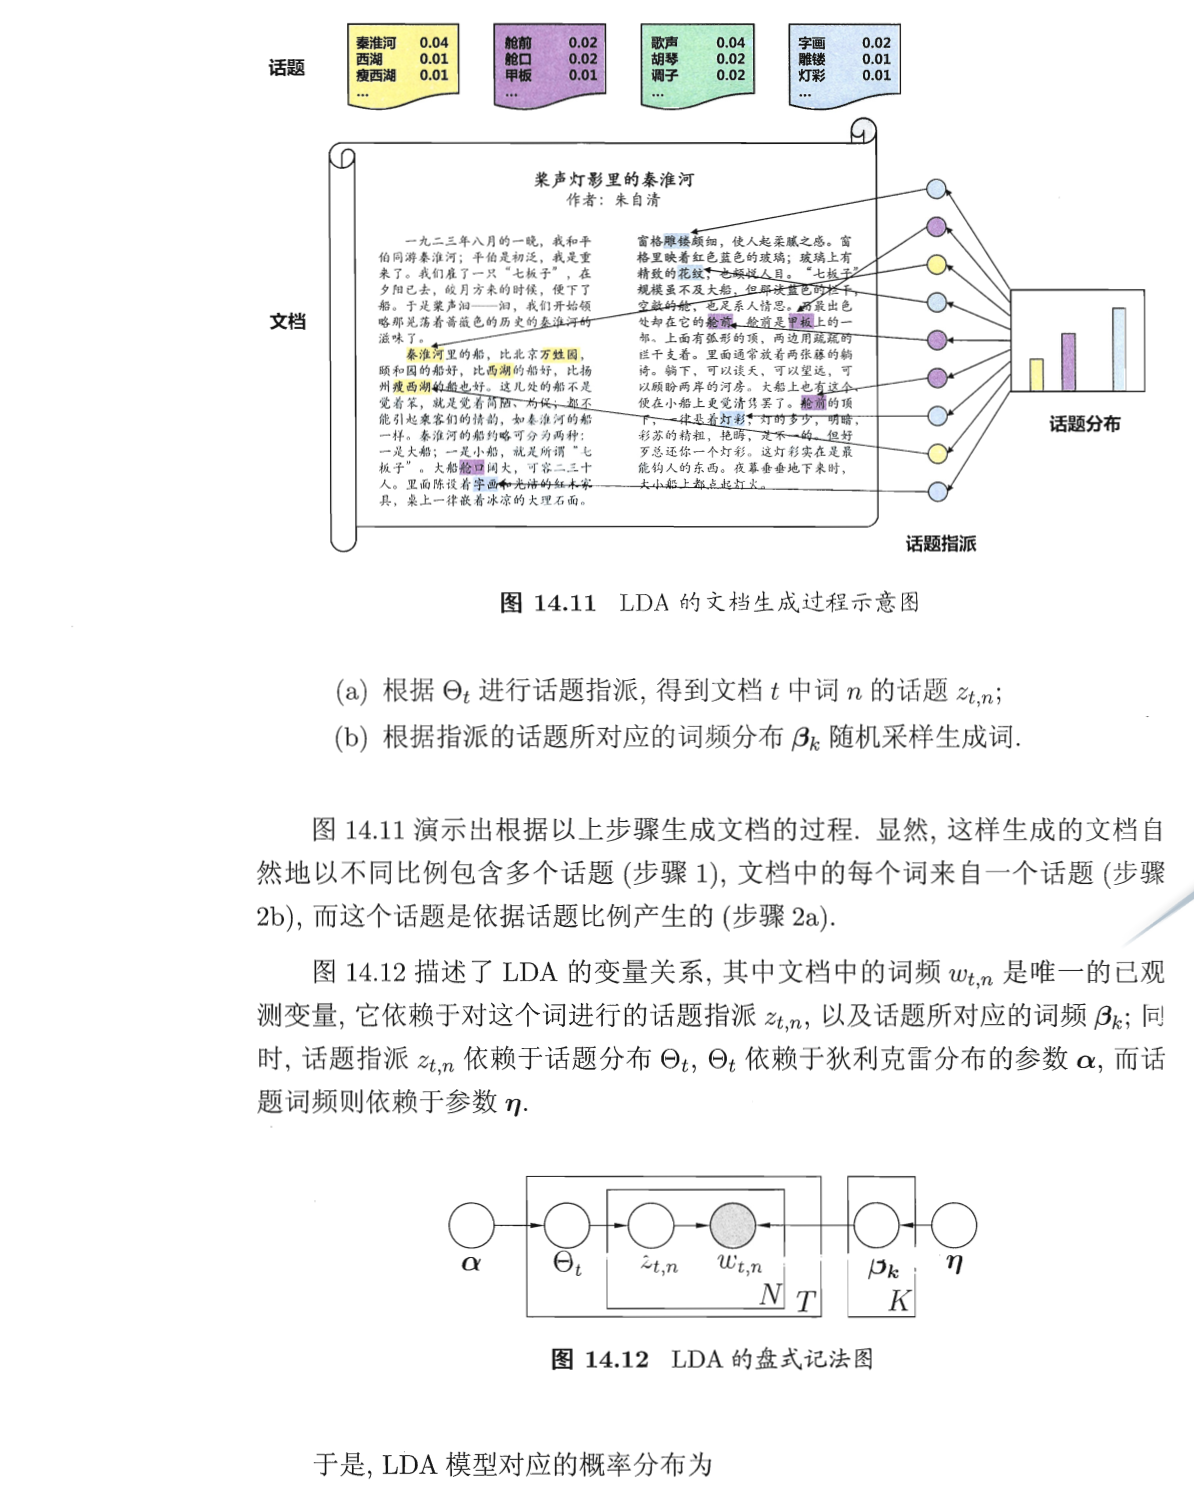 话题
秦淮河 0.04
西湖 0.01
瘦西湖 0.01
...
舱前 0.02
舱口 0.02
甲板 0.01
...
歌声 0.04
胡琴 0.02
调子 0.02
...
字画 0.02
雕镂 0.01
灯彩 0.01
...
文档
桨声灯影里的秦淮河
作者：朱自清
一九二三年八月的一晚，我和平
伯同游秦淮河；平伯是初泛，我是重
来了。我们雇了一只“七板子”，在
夕阳已去，皎月方来的时候，便下了
船。于是桨声汩——汩，我们开始领
略那晃荡着蔷薇色的历史的秦淮河的
滋味了。
秦淮河里的船，比北京万甡园，
颐和园的船好，比西湖的船好，比扬
州瘦西湖的船也好。这几处的船不是
觉着笨，就是觉着简陋、局促；都不
能引起乘客们的情韵，如秦淮河的船
一样。秦淮河的船约略可分为两种：
一是大船；一是小船，就是所谓“七
板子”。大船舱口阔大，可容二三十
人。里面陈设着字画和光洁的红木家
具，桌上一律嵌着冰凉的大理石面。
窗格雕镂颇细，使人起柔腻之感。窗
格里映着红色蓝色的玻璃；玻璃上有
精致的花纹，也颇悦人目。“七板子”
规模虽不及大船，但那淡蓝色的栏干，
空敞的舱，也足系人情思。而最出色
处却在它的舱前。舱前是甲板上的一
部。上面有弧形的顶，两边用疏疏的
栏干支着。里面通常放着两张藤的躺
椅。躺下，可以谈天，可以望远，可
以顾盼两岸的河房。大船上也有这个，
便在小船上更觉清隽罢了。舱前的顶
下，一律悬着灯彩；灯的多少，明暗，
彩苏的精粗，艳晦，是不一的。但好
歹总还你一个灯彩。这灯彩实在是最
能钩人的东西。夜幕垂垂地下来时，
大小船上都点起灯火。
话题分布
话题指派
图 14.11 LDA 的文档生成过程示意图
(a) 根据 Θ_t 进行话题指派, 得到文档 t 中词 n 的话题 z_{t,n};
(b) 根据指派的话题所对应的词频分布 β_k 随机采样生成词.
图 14.11 演示出根据以上步骤生成文档的过程. 显然, 这样生成的文档自
然地以不同比例包含多个话题 (步骤 1), 文档中的每个词来自一个话题 (步骤
2b), 而这个话题是依据话题比例产生的 (步骤 2a).
图 14.12 描述了 LDA 的变量关系, 其中文档中的词频 w_{t,n} 是唯一的已观
测变量, 它依赖于对这个词进行的话题指派 z_{t,n}, 以及话题所对应的词频 β_k; 同
时, 话题指派 z_{t,n} 依赖于话题分布 Θ_t, Θ_t 依赖于狄利克雷分布的参数 α, 而话
题词频则依赖于参数 η.
α Θ_t z_{t,n} w_{t,n} β_k η
N T K
图 14.12 LDA 的盘式记法图
于是, LDA 模型对应的概率分布为